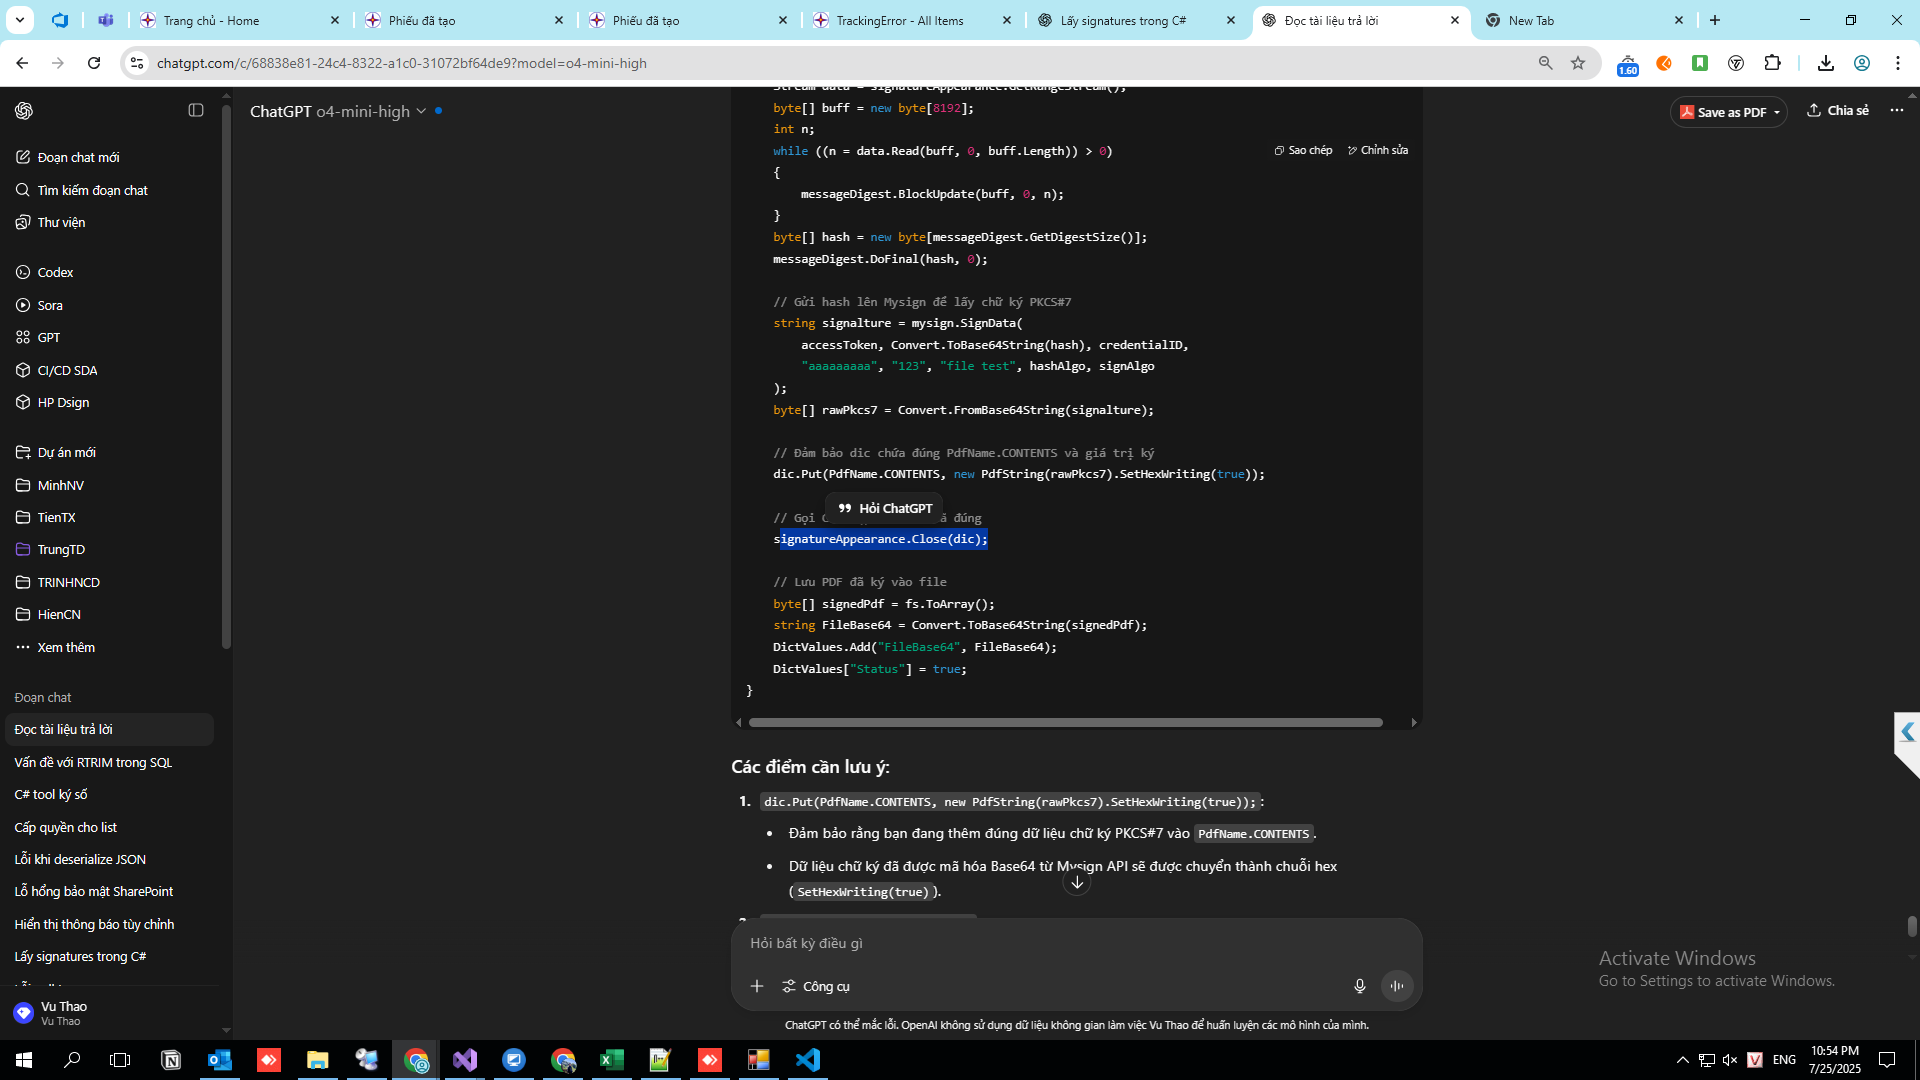 Trang chủ - Home
Phiếu đã tạo
Phiếu đã tạo
TrackingError - All Items
Lấy signatures trong C#
Đọc tài liệu trả lời
New Tab
chatgpt.com/c/68838e81-24c4-8322-a1c0-31072bf64de9?model=o4-mini-high
1.60
ChatGPT o4-mini-high
Save as PDF
Chia sẻ
Đoạn chat mới
Tìm kiếm đoạn chat
Thư viện
Codex
Sora
GPT
CI/CD SDA
HP Dsign
Dự án mới
MinhNV
TienTX
TrungTD
TRINHNCD
HienCN
Xem thêm
Đoạn chat
Đọc tài liệu trả lời
Vấn đề với RTRIM trong SQL
C# tool ký số
Cấp quyền cho list
Lỗi khi deserialize JSON
Lỗ hổng bảo mật SharePoint
Hiển thị thông báo tùy chỉnh
Lấy signatures trong C#
Vu Thao
Vu Thao
Stream data = signatureAppearance.GetRangeStream();
byte[] buff = new byte[8192];
int n;
while ((n = data.Read(buff, 0, buff.Length)) > 0)
Sao chép
Chỉnh sửa
{
messageDigest.BlockUpdate(buff, 0, n);
}
byte[] hash = new byte[messageDigest.GetDigestSize()];
messageDigest.DoFinal(hash, 0);
// Gửi hash lên Mysign để lấy chữ ký PKCS#7
string signalture = mysign.SignData(
accessToken, Convert.ToBase64String(hash), credentialID,
"aaaaaaaaa", "123", "file test", hashAlgo, signAlgo
);
byte[] rawPkcs7 = Convert.FromBase64String(signalture);
// Đảm bảo dic chứa đúng PdfName.CONTENTS và giá trị ký
dic.Put(PdfName.CONTENTS, new PdfString(rawPkcs7).SetHexWriting(true));
Hỏi ChatGPT
// Gọi đúng
signatureAppearance.Close(dic);
// Lưu PDF đã ký vào file
byte[] signedPdf = fs.ToArray();
string FileBase64 = Convert.ToBase64String(signedPdf);
DictValues.Add("FileBase64", FileBase64);
DictValues["Status"] = true;
}
Các điểm cần lưu ý:
1. dic.Put(PdfName.CONTENTS, new PdfString(rawPkcs7).SetHexWriting(true)); :
• Đảm bảo rằng bạn đang thêm đúng dữ liệu chữ ký PKCS#7 vào PdfName.CONTENTS .
• Dữ liệu chữ ký đã được mã hóa Base64 từ Mysign API sẽ được chuyển thành chuỗi hex
( SetHexWriting(true) ).
Hỏi bất kỳ điều gì
Công cụ
ChatGPT có thể mắc lỗi. OpenAI không sử dụng dữ liệu không gian làm việc Vu Thao để huấn luyện các mô hình của mình.
Activate Windows
Go to Settings to activate Windows.
ENG
10:54 PM
7/25/2025